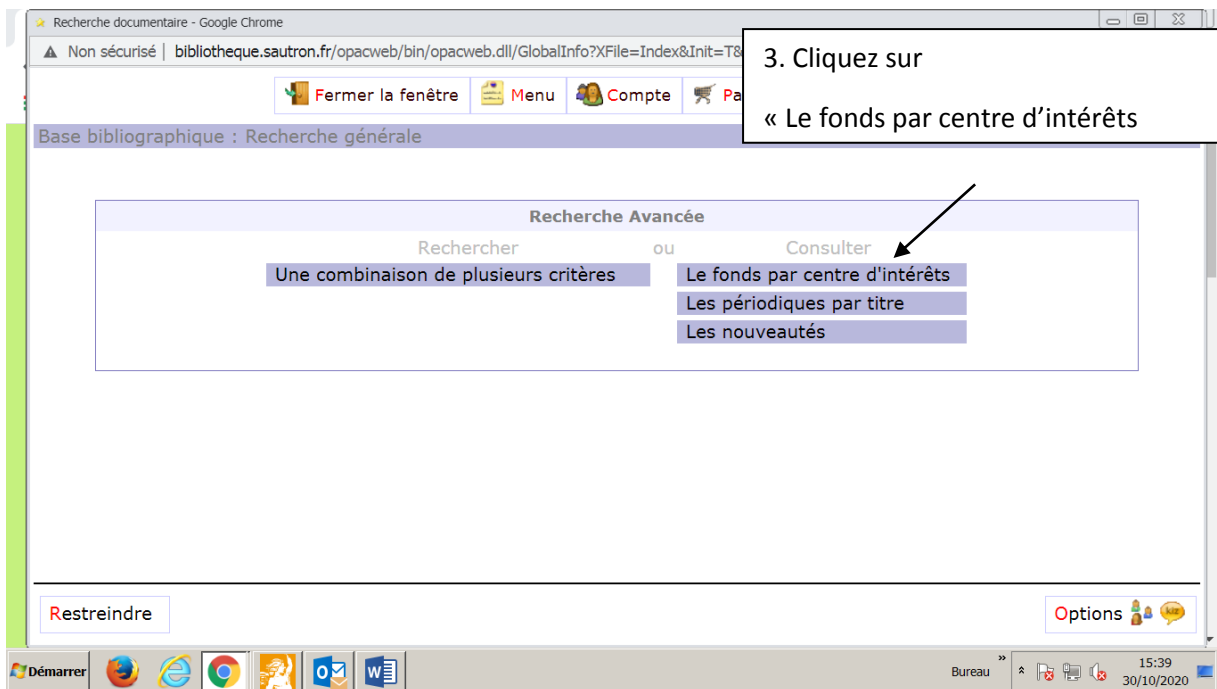 Recherche documentaire - Google Chrome
Non sécurisé | bibliotheque.sautron.fr/opacweb/bin/opacweb.dll/GlobalInfo?XFile=Index&Init=T&
3. Cliquez sur
« Le fonds par centre d’intérêts
Fermer la fenêtre Menu Compte Pa
Base bibliographique : Recherche générale
Recherche Avancée
Rechercher ou Consulter
Une combinaison de plusieurs critères Le fonds par centre d'intérêts
Les périodiques par titre
Les nouveautés
Restreindre Options kiz
Démarrer Bureau » 15:39
30/10/2020